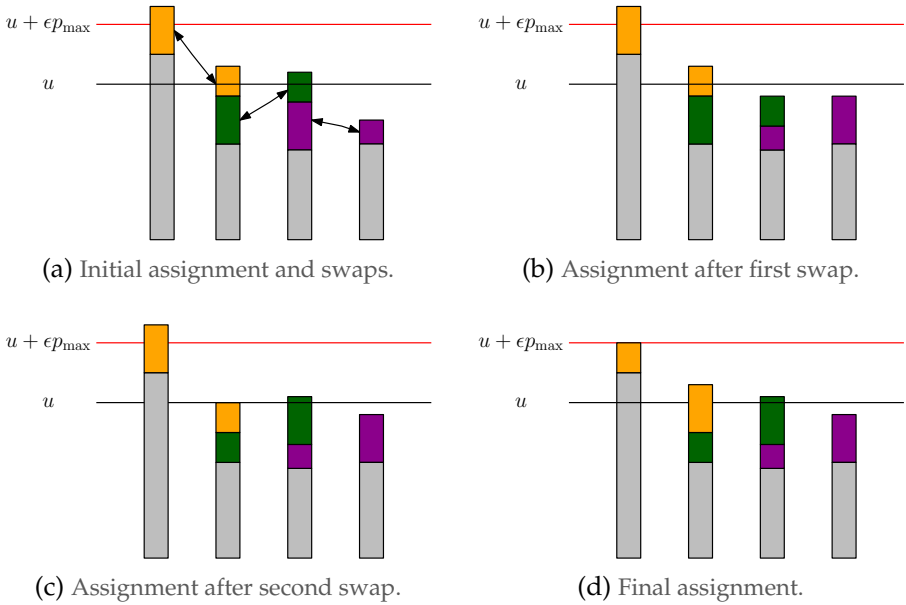 u + ϵp_max
u
(a) Initial assignment and swaps.
u + ϵp_max
u
(b) Assignment after first swap.
u + ϵp_max
u
(c) Assignment after second swap.
u + ϵp_max
u
(d) Final assignment.